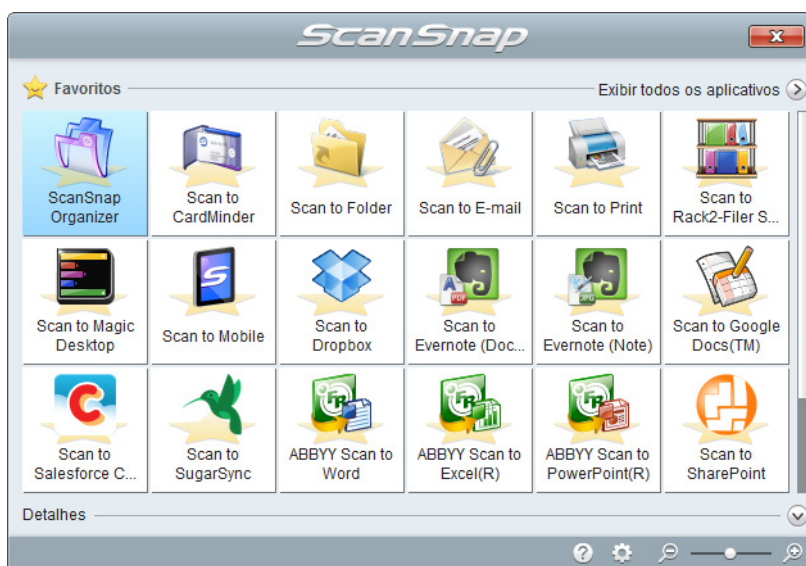 ScanSnap
Favoritos
Exibir todos os aplicativos
ScanSnap
Organizer
Scan to
CardMinder
Scan to Folder
Scan to E-mail
Scan to Print
Scan to
Rack2-Filer S...
Scan to Magic
Desktop
Scan to Mobile
Scan to
Dropbox
Scan to
Evernote (Doc...
Scan to
Evernote (Note)
Scan to Google
Docs(TM)
Scan to
Salesforce C...
Scan to
SugarSync
ABBYY Scan to
Word
ABBYY Scan to
Excel(R)
ABBYY Scan to
PowerPoint(R)
Scan to
SharePoint
Detalhes